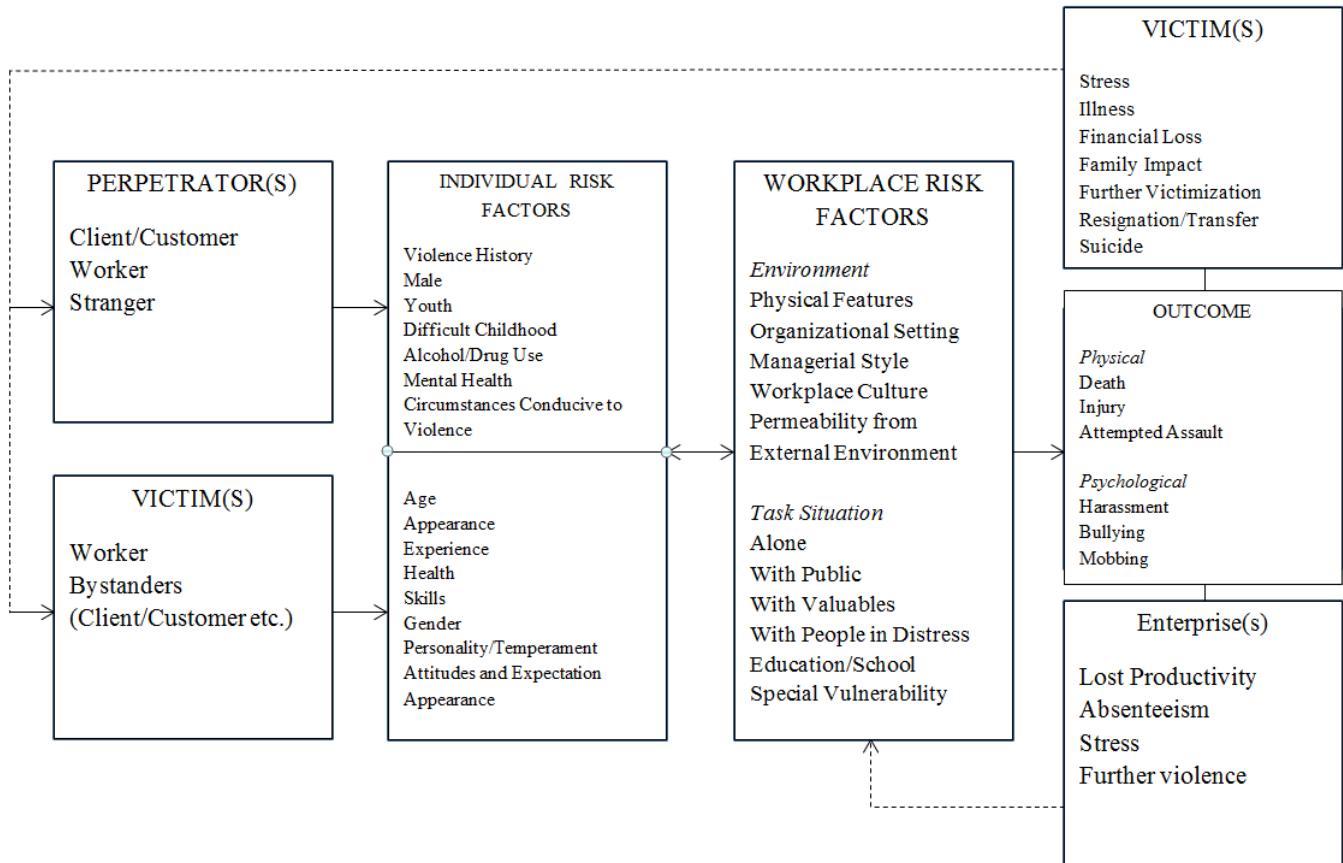 PERPETRATOR(S)
Client/Customer
Worker
Stranger
VICTIM(S)
Worker
Bystanders
(Client/Customer etc.)
INDIVIDUAL RISK
FACTORS
Violence History
Male
Youth
Difficult Childhood
Alcohol/Drug Use
Mental Health
Circumstances Conducive to
Violence
Age
Appearance
Experience
Health
Skills
Gender
Personality/Temperament
Attitudes and Expectation
Appearance
WORKPLACE RISK
FACTORS
Environment
Physical Features
Organizational Setting
Managerial Style
Workplace Culture
Permeability from
External Environment
Task Situation
Alone
With Public
With Valuables
With People in Distress
Education/School
Special Vulnerability
VICTIM(S)
Stress
Illness
Financial Loss
Family Impact
Further Victimization
Resignation/Transfer
Suicide
OUTCOME
Physical
Death
Injury
Attempted Assault
Psychological
Harassment
Bullying
Mobbing
Enterprise(s)
Lost Productivity
Absenteeism
Stress
Further violence